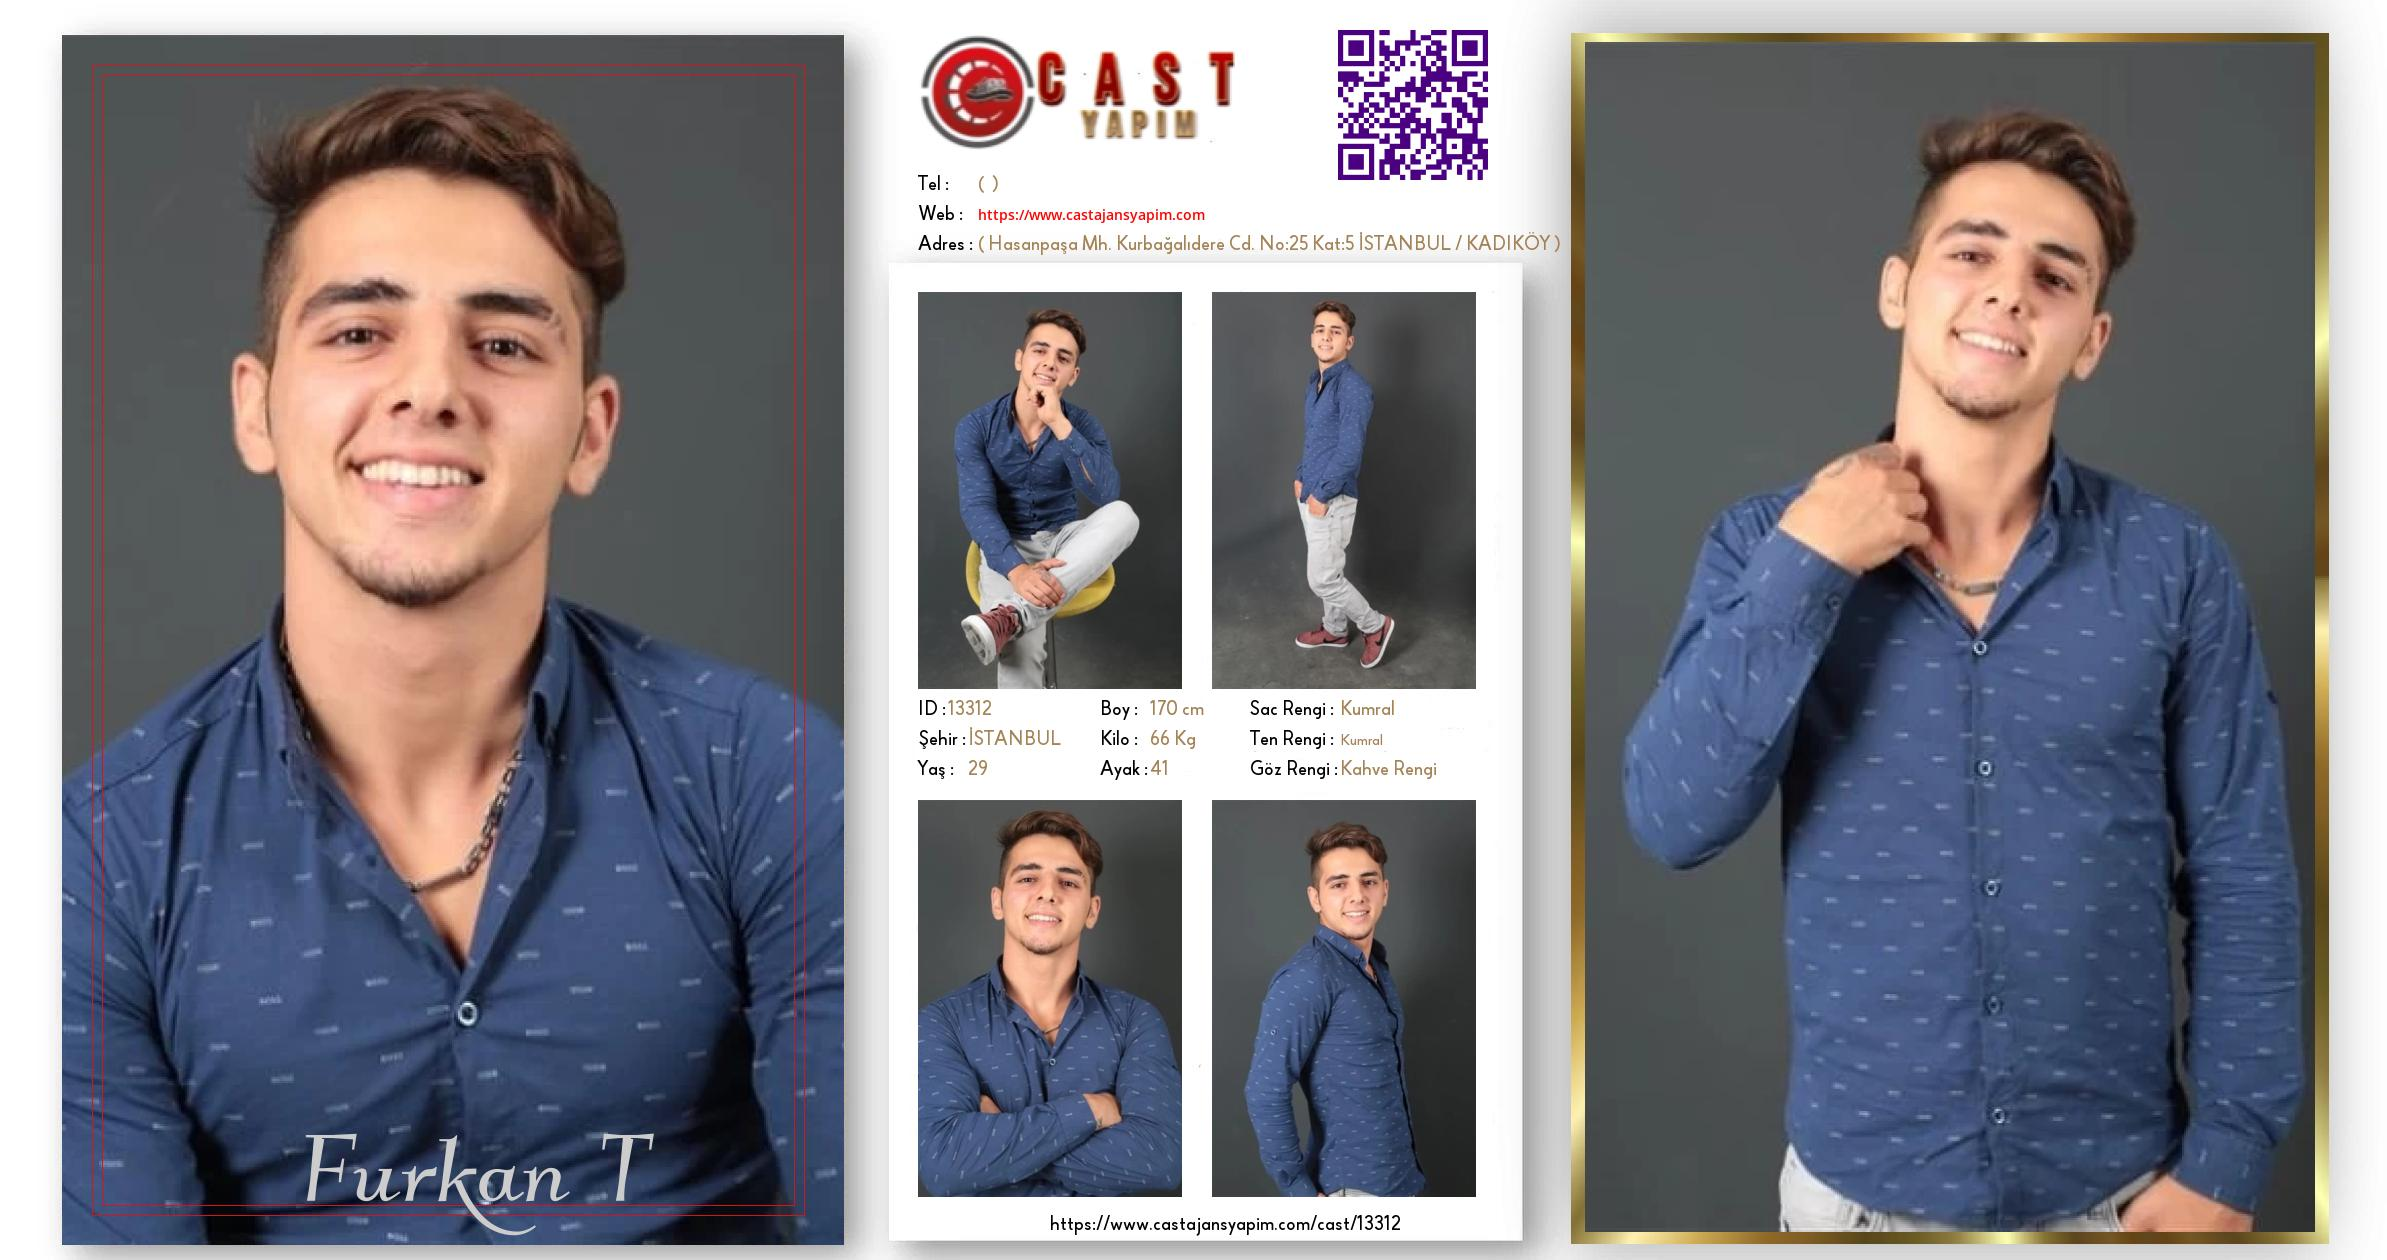 Furkan T
CAST
YAPIM
Tel : ( )
Web : https://www.castajansyapim.com
Adres : ( Hasanpaşa Mh. Kurbağalıdere Cd. No:25 Kat:5 İSTANBUL / KADIKÖY )
ID : 13312 Boy : 170 cm Sac Rengi : Kumral
Şehir : İSTANBUL Kilo : 66 Kg Ten Rengi : Kumral
Yaş : 29 Ayak : 41 Göz Rengi : Kahve Rengi
https://www.castajansyapim.com/cast/13312